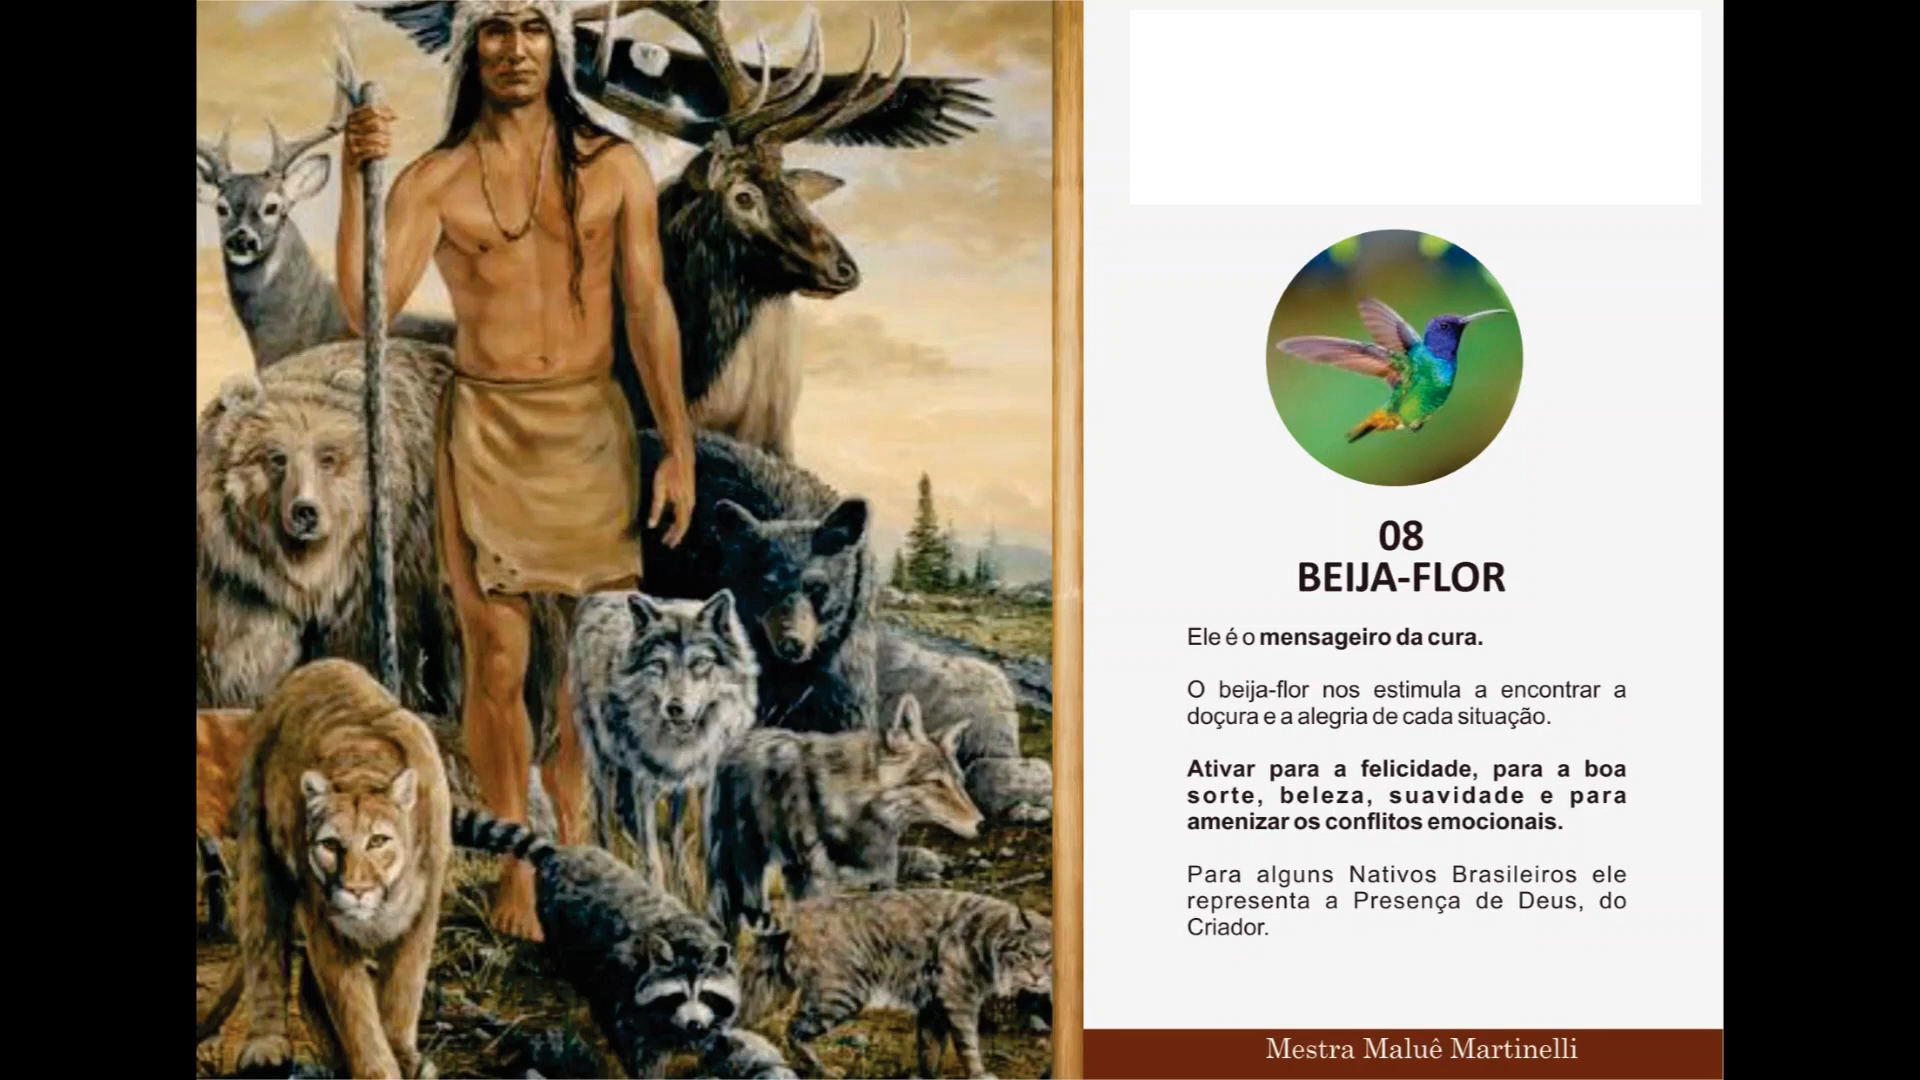 08
BEIJA-FLOR
Ele é o mensageiro da cura.
O beija-flor nos estimula a encontrar a
doçura e a alegria de cada situação.
Ativar para a felicidade, para a boa
sorte, beleza, suavidade e para
amenizar os conflitos emocionais.
Para alguns Nativos Brasileiros ele
representa a Presença de Deus, do
Criador.
Mestra Maluê Martinelli